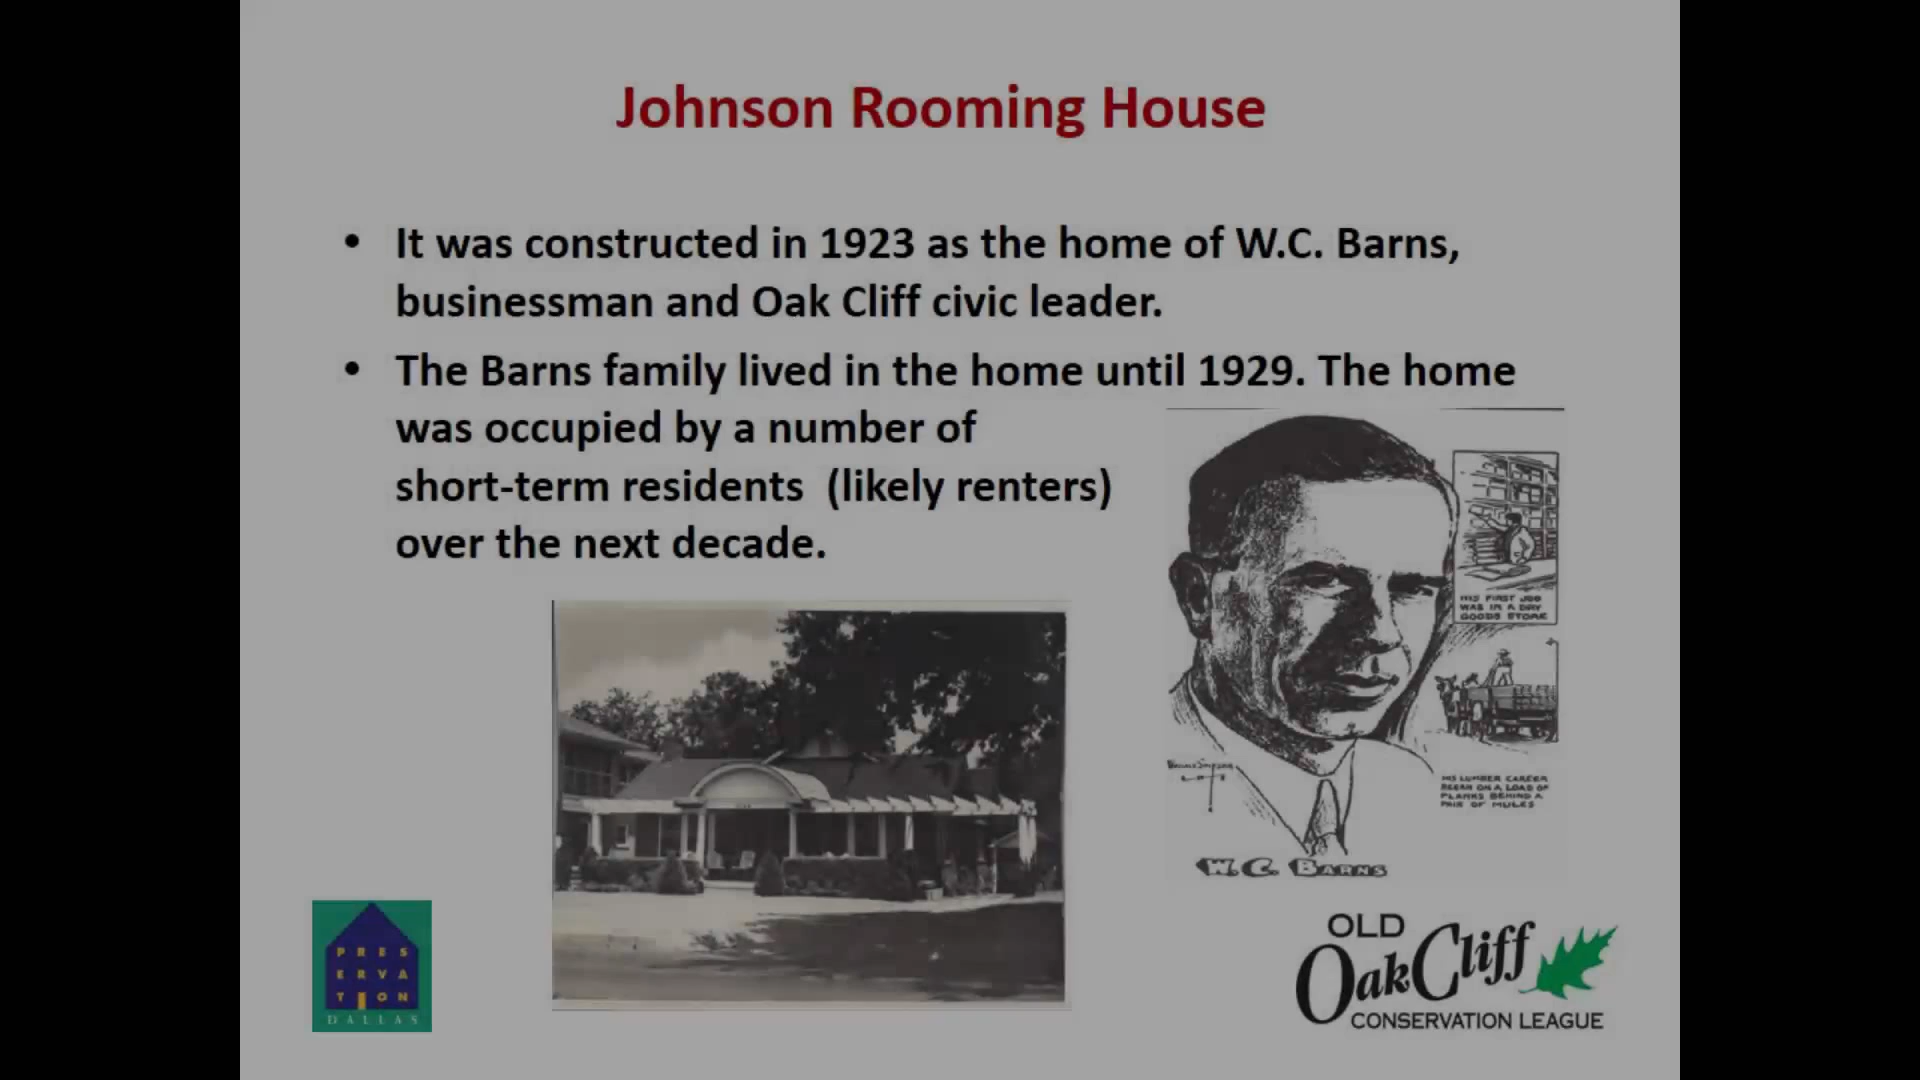 Johnson Rooming House
• It was constructed in 1923 as the home of W.C. Barns,
businessman and Oak Cliff civic leader.
• The Barns family lived in the home until 1929. The home
was occupied by a number of
short-term residents (likely renters)
over the next decade.
HIS FIRST JOB
WAS IN A DRY
GOODS STORE
HIS LUMBER CAREER
BEGAN ON A LOAD OF
PLANKS BEHIND A
PAIR OF MULES
W. C. BARNS
PRES
ERVA
TION
DALLAS
OLD
Oak Cliff
CONSERVATION LEAGUE